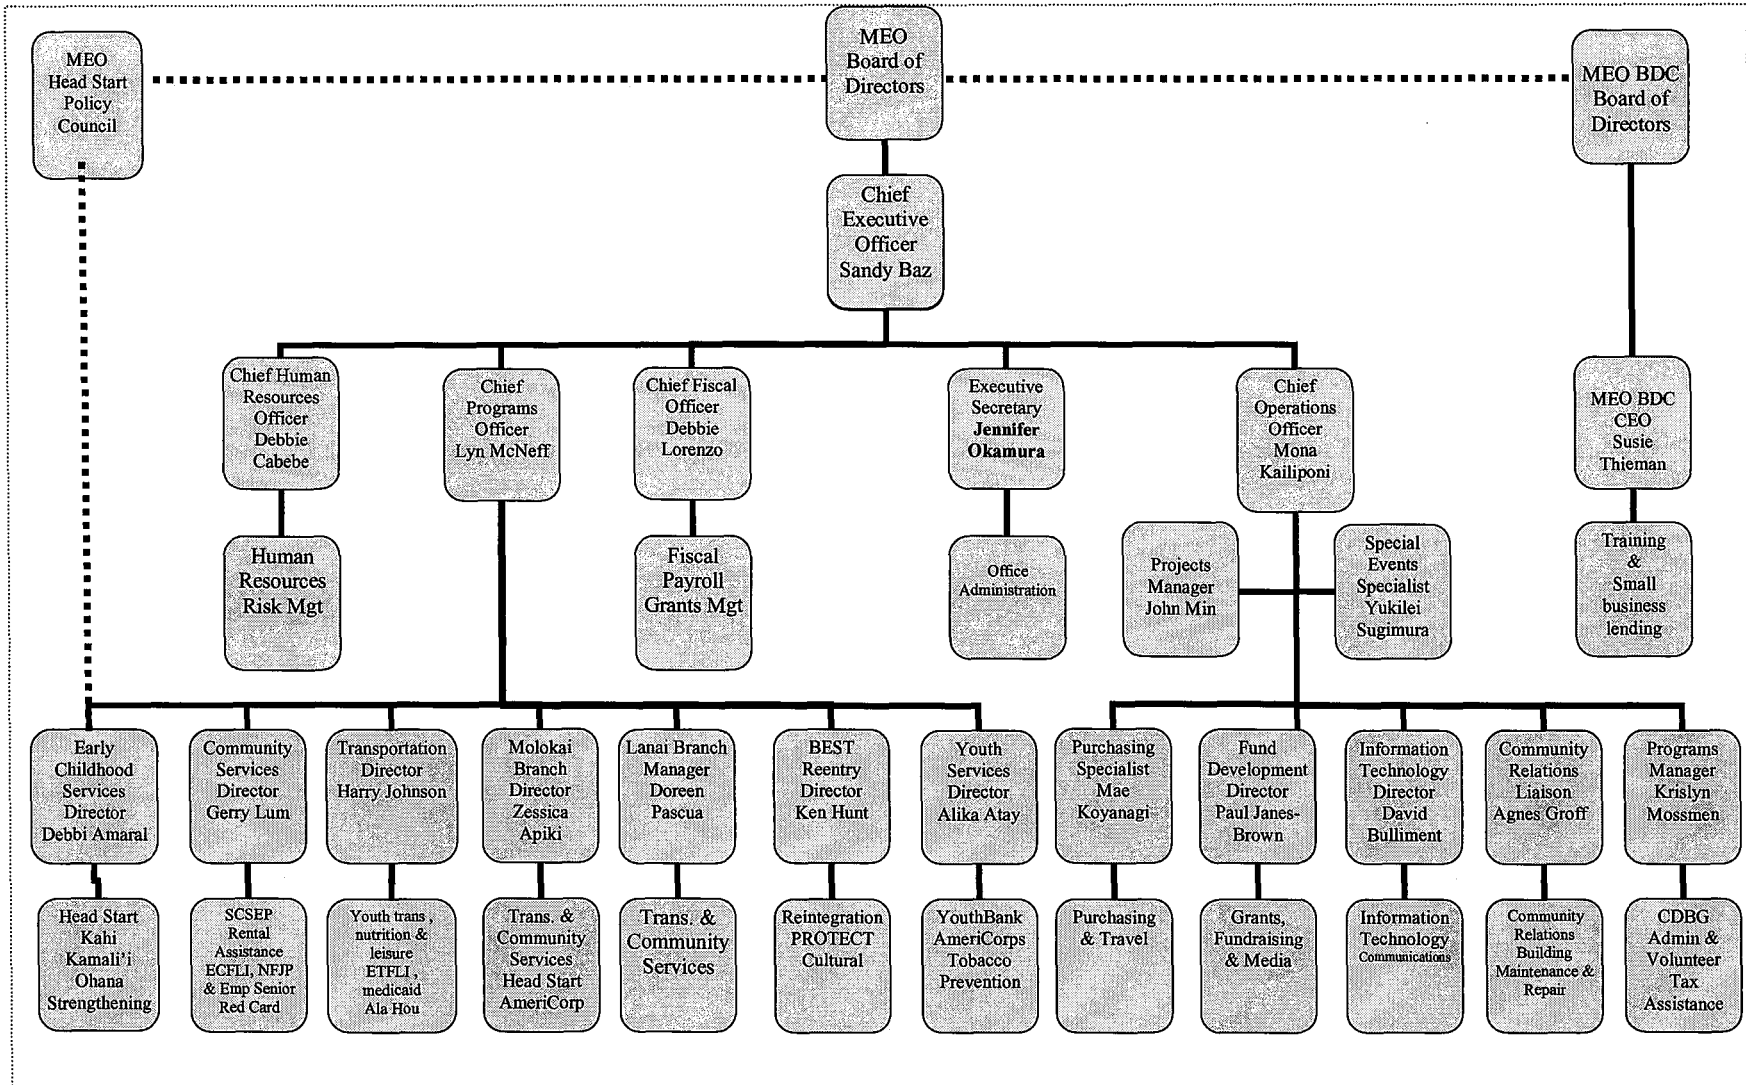 MEO
Head Start
Policy
Council
MEO
Board of
Directors
MEO BDC
Board of
Directors
Chief
Executive
Officer
Sandy Baz
Chief Human
Resources
Officer
Debbie
Cabebe
Chief
Programs
Officer
Lyn McNeff
Chief Fiscal
Officer
Debbie
Lorenzo
Executive
Secretary
Jennifer
Okamura
Chief
Operations
Officer
Mona
Kailiponi
MEO BDC
CEO
Susie
Thieman
Human
Resources
Risk Mgt
Fiscal
Payroll
Grants Mgt
Office
Administration
Projects
Manager
John Min
Special
Events
Specialist
Yukilei
Sugimura
Training
&
Small
business
lending
Early
Childhood
Services
Director
Debbi Amaral
Community
Services
Director
Gerry Lum
Transportation
Director
Harry Johnson
Molokai
Branch
Director
Zessica
Apiki
Lanai Branch
Manager
Doreen
Pascua
BEST
Reentry
Director
Ken Hunt
Youth
Services
Director
Alika Atay
Purchasing
Specialist
Mae
Koyanagi
Fund
Development
Director
Paul Janes-
Brown
Information
Technology
Director
David
Bulliment
Community
Relations
Liaison
Agnes Groff
Programs
Manager
Krislyn
Mossmen
Head Start
Kahi
Kamali'i
Ohana
Strengthening
SCSEP
Rental
Assistance
ECFLI, NFJP
& Emp Senior
Red Card
Youth trans ,
nutrition &
leisure
ETFLI ,
medicaid
Ala Hou
Trans. &
Community
Services
Head Start
AmeriCorp
Trans. &
Community
Services
Reintegration
PROTECT
Cultural
YouthBank
AmeriCorps
Tobacco
Prevention
Purchasing
& Travel
Grants,
Fundraising
& Media
Information
Technology
Communications
Community
Relations
Building
Maintenance &
Repair
CDBG
Admin &
Volunteer
Tax
Assistance